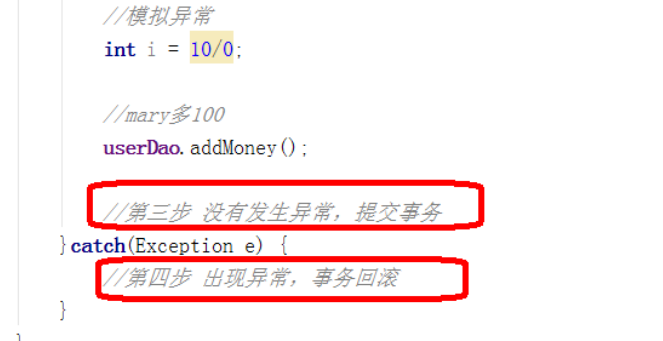 //模拟异常
int i = 10/0;
//mary多100
userDao.addMoney();
//第三步 没有发生异常，提交事务
}catch(Exception e) {
//第四步 出现异常，事务回滚
}